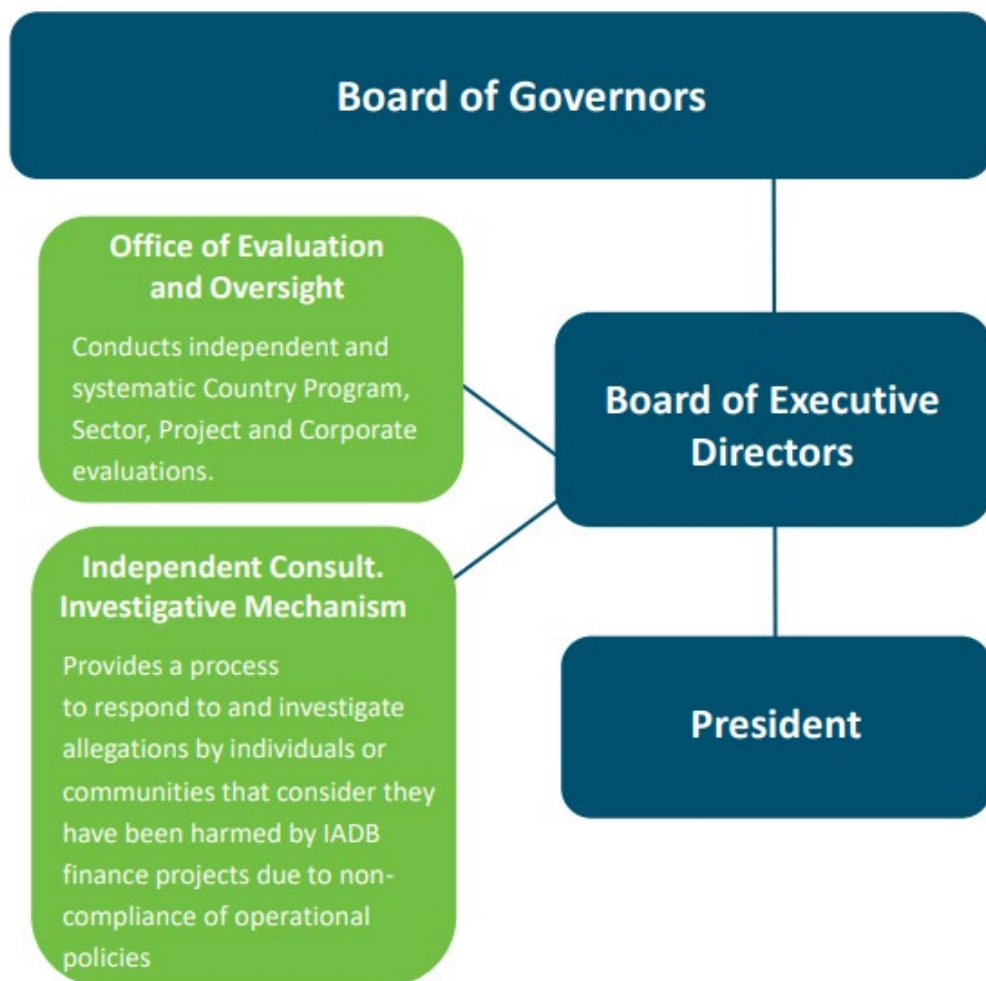 Board of Governors
Office of Evaluation
and Oversight
Conducts independent and
systematic Country Program,
Sector, Project and Corporate
evaluations.
Board of Executive
Directors
Independent Consult.
Investigative Mechanism
Provides a process
to respond to and investigate
allegations by individuals or
communities that consider they
have been harmed by IADB
finance projects due to non-
compliance of operational
policies
President